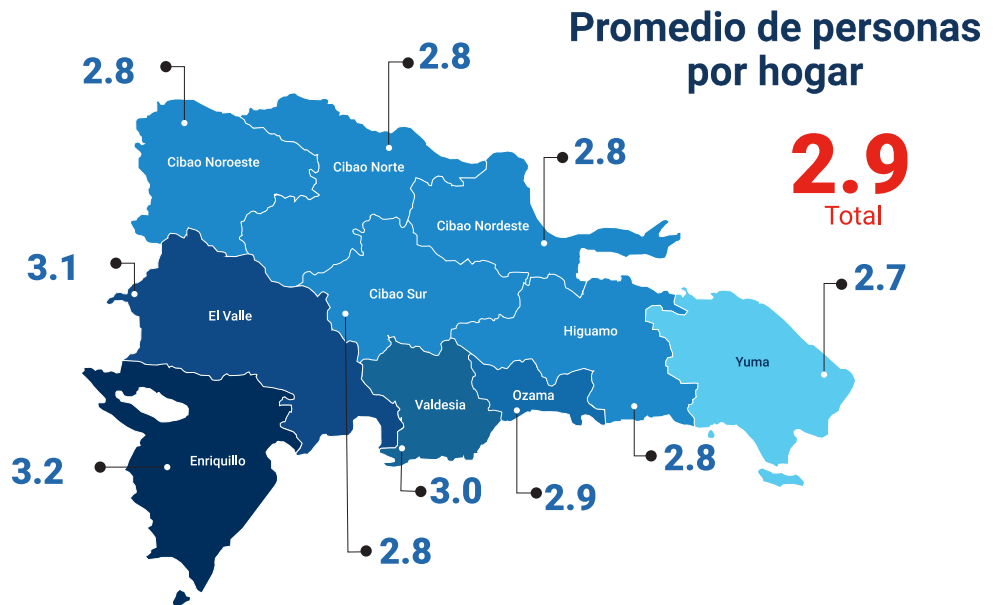 Promedio de personas
por hogar
2.9
Total
2.8
2.8
2.8
Cibao Noroeste
Cibao Norte
Cibao Nordeste
3.1
2.7
El Valle
Cibao Sur
Higuamo
Yuma
Valdesia
Ozama
Enriquillo
3.2
3.0
2.9
2.8
2.8